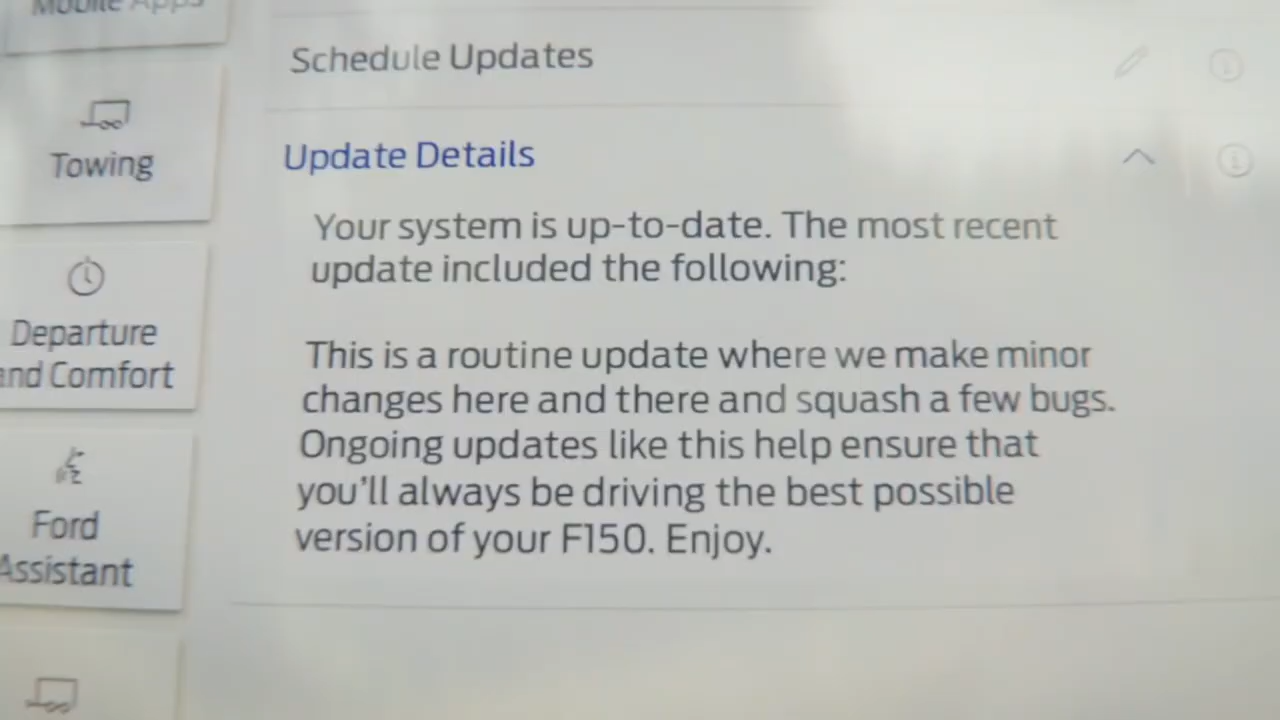 Mobile Apps
Towing
Departure
and Comfort
Ford
Assistant
Schedule Updates
Update Details
Your system is up-to-date. The most recent
update included the following:
This is a routine update where we make minor
changes here and there and squash a few bugs.
Ongoing updates like this help ensure that
you'll always be driving the best possible
version of your F150. Enjoy.